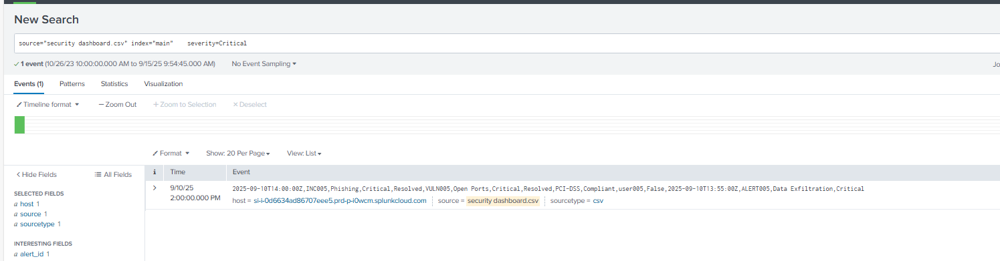 New Search
source="security dashboard.csv" index="main"    severity=Critical
1 event (10/26/23 10:00:00.000 AM to 9/15/25 9:54:45.000 AM) No Event Sampling
Jo
Events (1) Patterns Statistics Visualization
Timeline format — Zoom Out + Zoom to Selection × Deselect
Format Show: 20 Per Page View: List
< Hide Fields All Fields
i Time Event
SELECTED FIELDS
a host 1
a source 1
a sourcetype 1
INTERESTING FIELDS
a alert_id 1
> 9/10/25
2:00:00.000 PM
2025-09-10T14:00:00Z,INC005,Phishing,Critical,Resolved,VULN005,Open Ports,Critical,Resolved,PCI-DSS,Compliant,user005,False,2025-09-10T13:55:00Z,ALERT005,Data Exfiltration,Critical
host = si-i-0d6634ad86707eee5.prd-p-i0wcm.splunkcloud.com source = security dashboard.csv sourcetype = csv